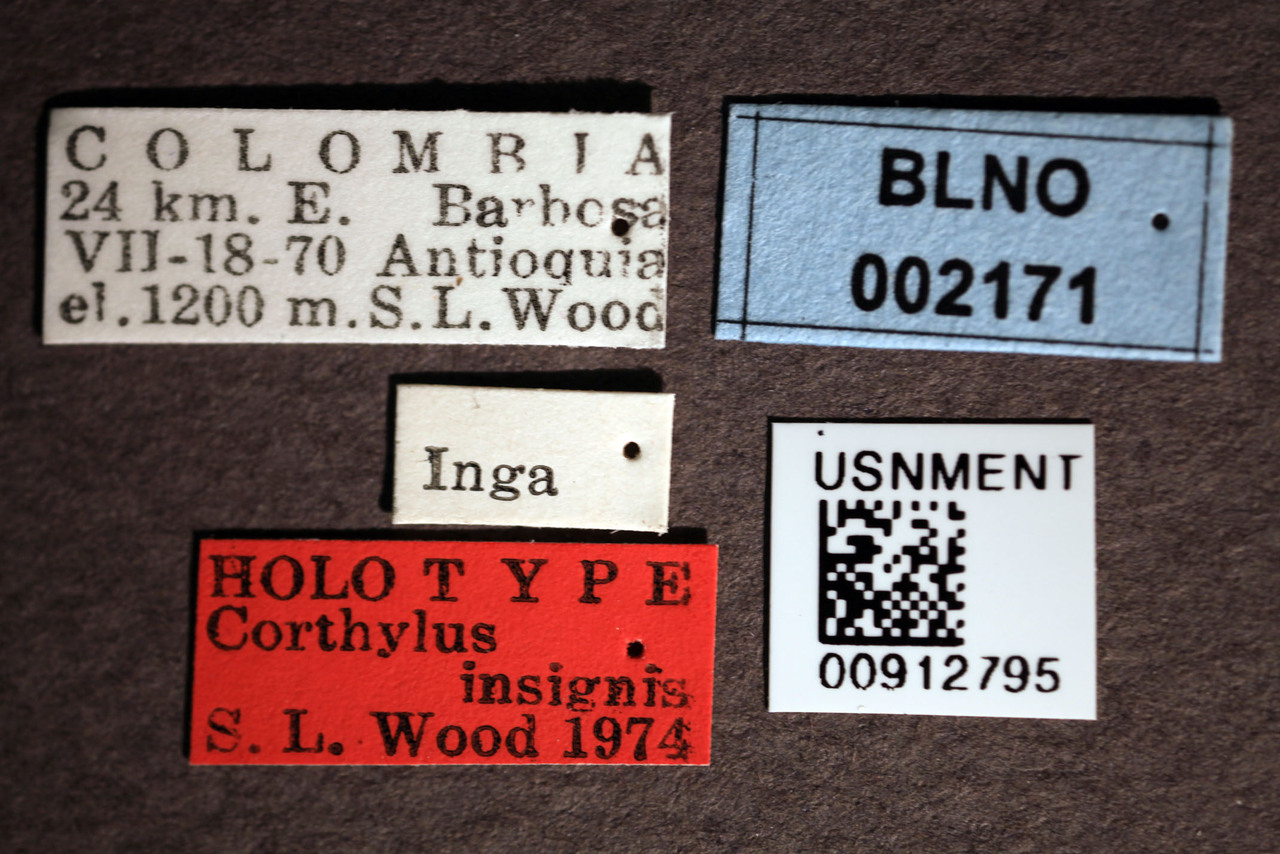 COLOMBIA
24 km. E. Barbosa
VII-18-70 Antioquia
el. 1200 m. S. L. Wood
BLNO
002171
Inga
HOLOTYPE
Corthylus
insignis
S. L. Wood 1974
USNMENT
00912795